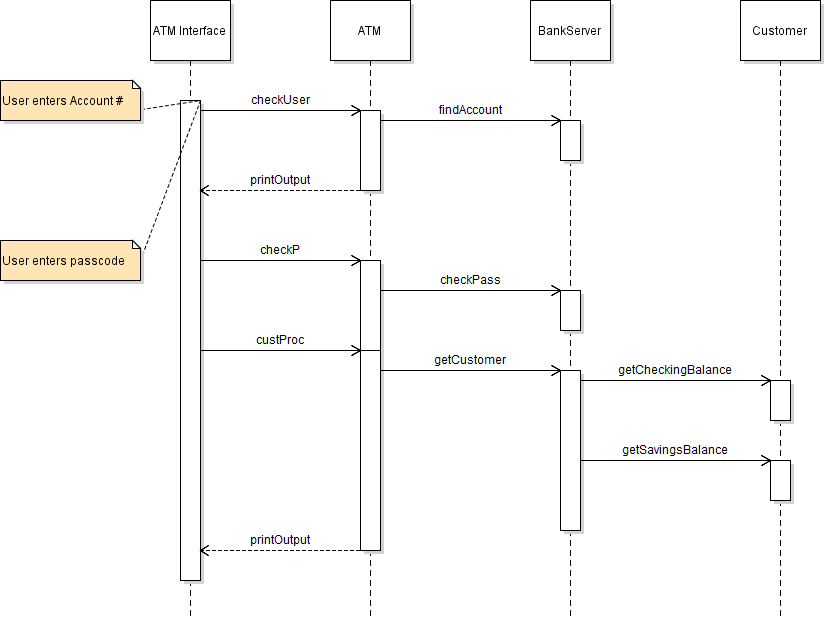 ATM Interface
ATM
BankServer
Customer
User enters Account #
checkUser
findAccount
printOutput
User enters passcode
checkP
checkPass
custProc
getCustomer
getCheckingBalance
getSavingsBalance
printOutput